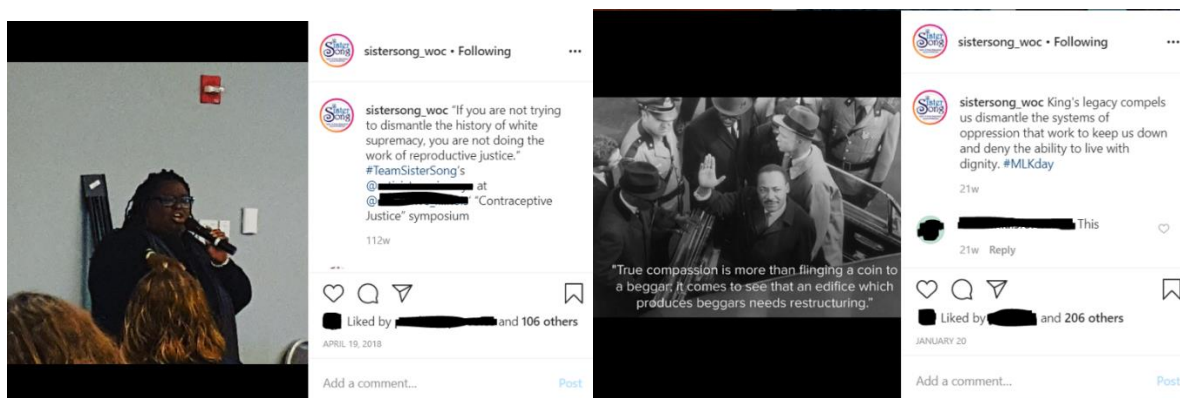 sistersong_woc • Following
sistersong_woc “If you are not trying
to dismantle the history of white
supremacy, you are not doing the
work of reproductive justice.”
#TeamSisterSong's
@ at
@ “Contraceptive
Justice” symposium
112w
Liked by and 106 others
APRIL 19, 2018
Add a comment... Post
"True compassion is more than flinging a coin to
a beggar; it comes to see that an edifice which
produces beggars needs restructuring."
sistersong_woc • Following
sistersong_woc King's legacy compels
us dismantle the systems of
oppression that work to keep us down
and deny the ability to live with
dignity. #MLKday
21w
This
21w Reply
Liked by and 206 others
JANUARY 20
Add a comment... Post